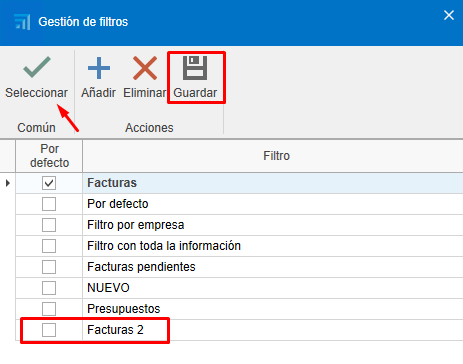 Gestión de filtros
Seleccionar
Añadir
Eliminar
Guardar
Común
Acciones
Por
defecto
Filtro
Facturas
Por defecto
Filtro por empresa
Filtro con toda la información
Facturas pendientes
NUEVO
Presupuestos
Facturas 2